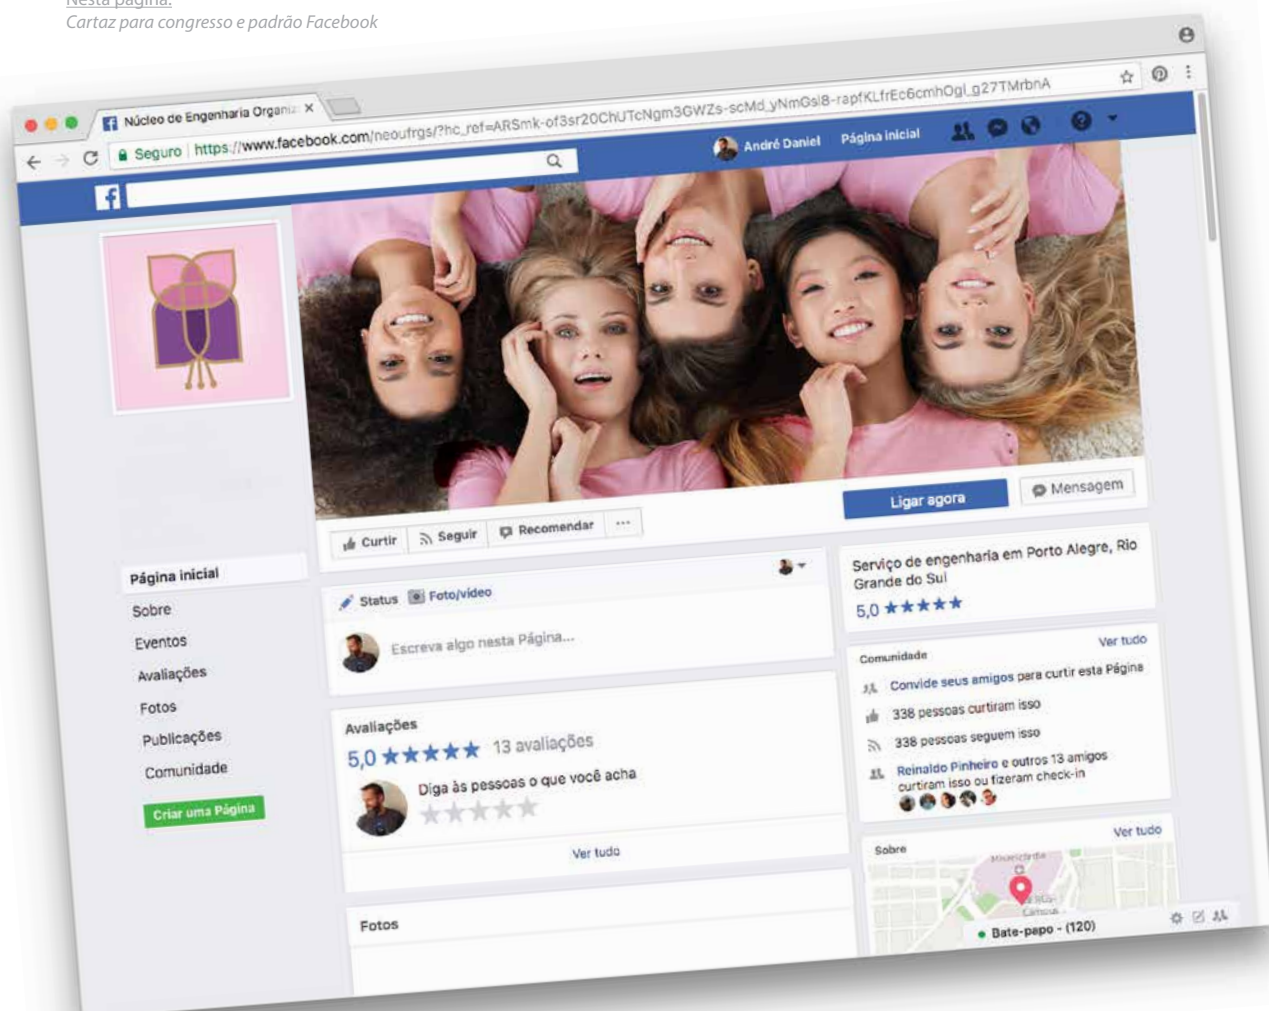 Nesta página:
Cartaz para congresso e padrão Facebook
Núcleo de Engenharia Organiz
Seguro https://www.facebook.com/neoufrgs/?hc_ref=ARSmk-of3sr20ChUTcNgm3GWZs-scMd_yNmGsl8-rapfKLfrEc6cmhOgl_g27TMrbnA
André Daniel Página inicial
Curtir Seguir Recomendar ...
Ligar agora Mensagem
Página inicial
Sobre
Eventos
Avaliações
Fotos
Publicações
Comunidade
Criar uma Página
Status Foto/vídeo
Escreva algo nesta Página...
Avaliações
5,0 ★★★★★ 13 avaliações
Diga às pessoas o que você acha
Ver tudo
Fotos
Serviço de engenharia em Porto Alegre, Rio
Grande do Sul
5,0 ★★★★★
Comunidade Ver tudo
Convide seus amigos para curtir esta Página
338 pessoas curtiram isso
338 pessoas seguem isso
Reinaldo Pinheiro e outros 13 amigos
curtiram isso ou fizeram check-in
Sobre Ver tudo
Misericórdia
Campus
Bate-papo - (120)